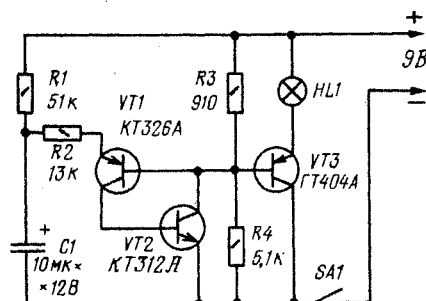 +
9В
−
R1
51к
VT1
КТ326А
R3
910
HL1
R2
13к
VT3
ГТ404А
+
C1
10мк×
×12В
VT2
КТ312Я
R4
5,1к
SA1